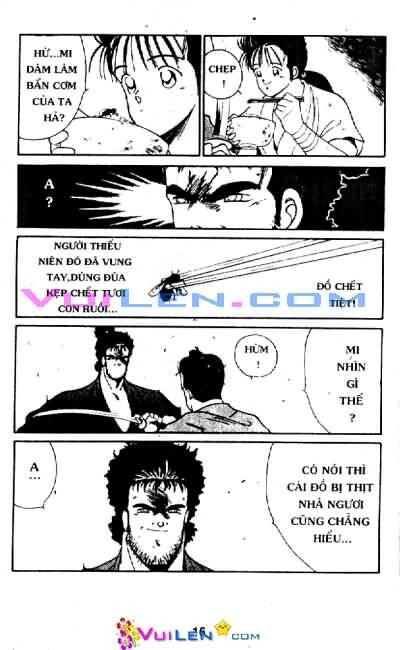 HỪ...MI
DÁM LÀM
BẨN CƠM
CỦA TA
HẢ?
CHẸP
!
A
?
NGƯỜI THIẾU
NIÊN ĐÓ ĐÃ VUNG
TAY,DÙNG ĐŨA
KẸP CHẾT TƯƠI
CON RUỒI...
ĐỒ CHẾT
TIỆT!
VUILEN.COM
HỪM
!
MI
NHÌN
GÌ
THẾ
?
A
...
CÓ NÓI THÌ
CÁI ĐỒ BỊ THỊT
NHÀ NGƯƠI
CŨNG CHẲNG
HIỂU...
16
VUILEN.COM